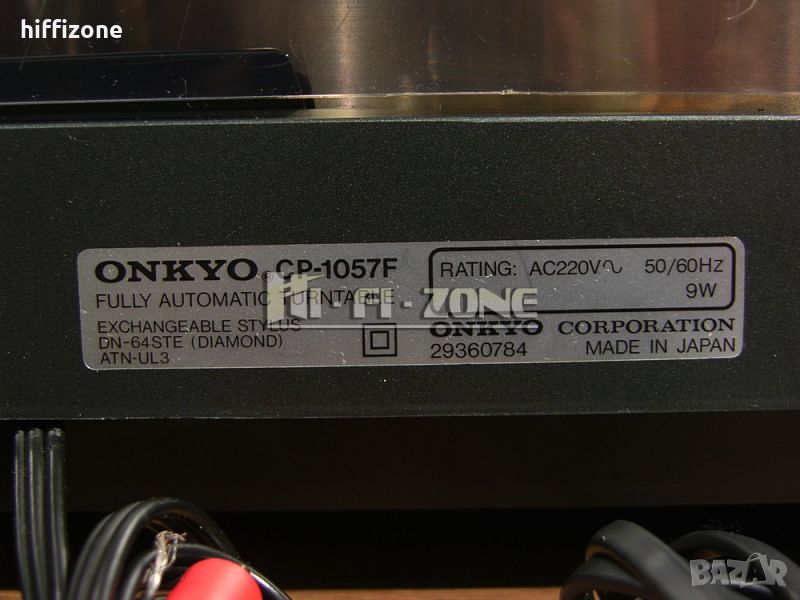 hiffizone
ONKYO® CP-1057F
FULLY AUTOMATIC TURNTABLE
EXCHANGEABLE STYLUS
DN-64STE (DIAMOND)
ATN-UL3
RATING: AC220V∿ 50/60Hz
9W
ONKYO CORPORATION
29360784 MADE IN JAPAN
Hi-Fi-ZONE
BAZAR